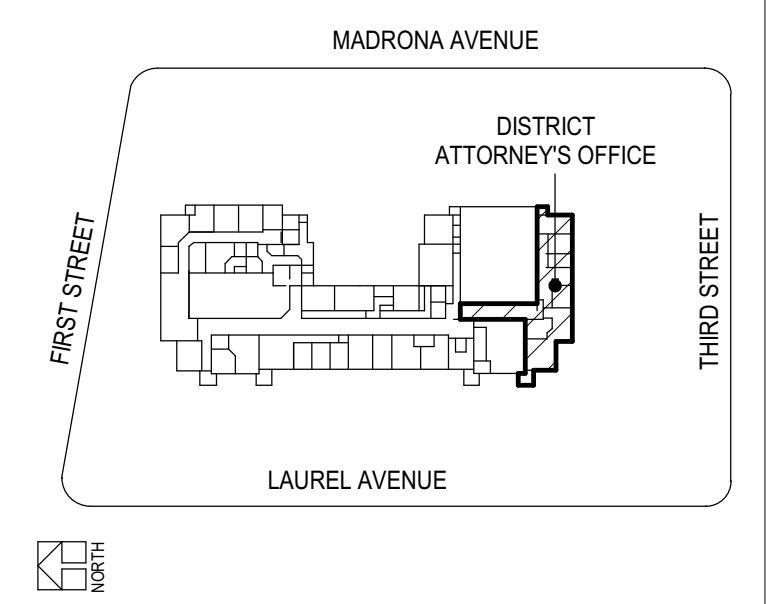 MADRONA AVENUE
DISTRICT
ATTORNEY'S OFFICE
FIRST STREET
THIRD STREET
LAUREL AVENUE
NORTH